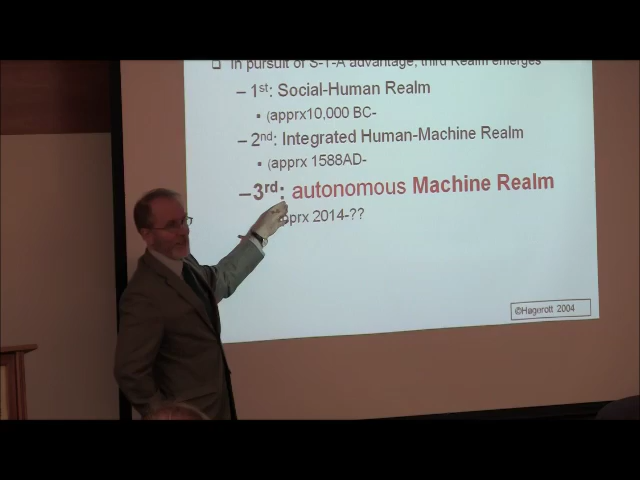 ❑ In pursuit of S-T-A advantage, third Realm emerges
– 1st: Social-Human Realm
▪ (apprx10,000 BC-
– 2nd: Integrated Human-Machine Realm
▪ (apprx 1588AD-
–3rd: autonomous Machine Realm
pprx 2014-??
©Hagerott 2004